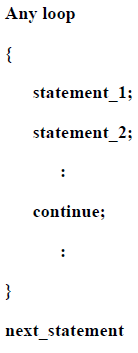 Any loop
{
statement_1;
statement_2;
:
continue;
:
}
next_statement